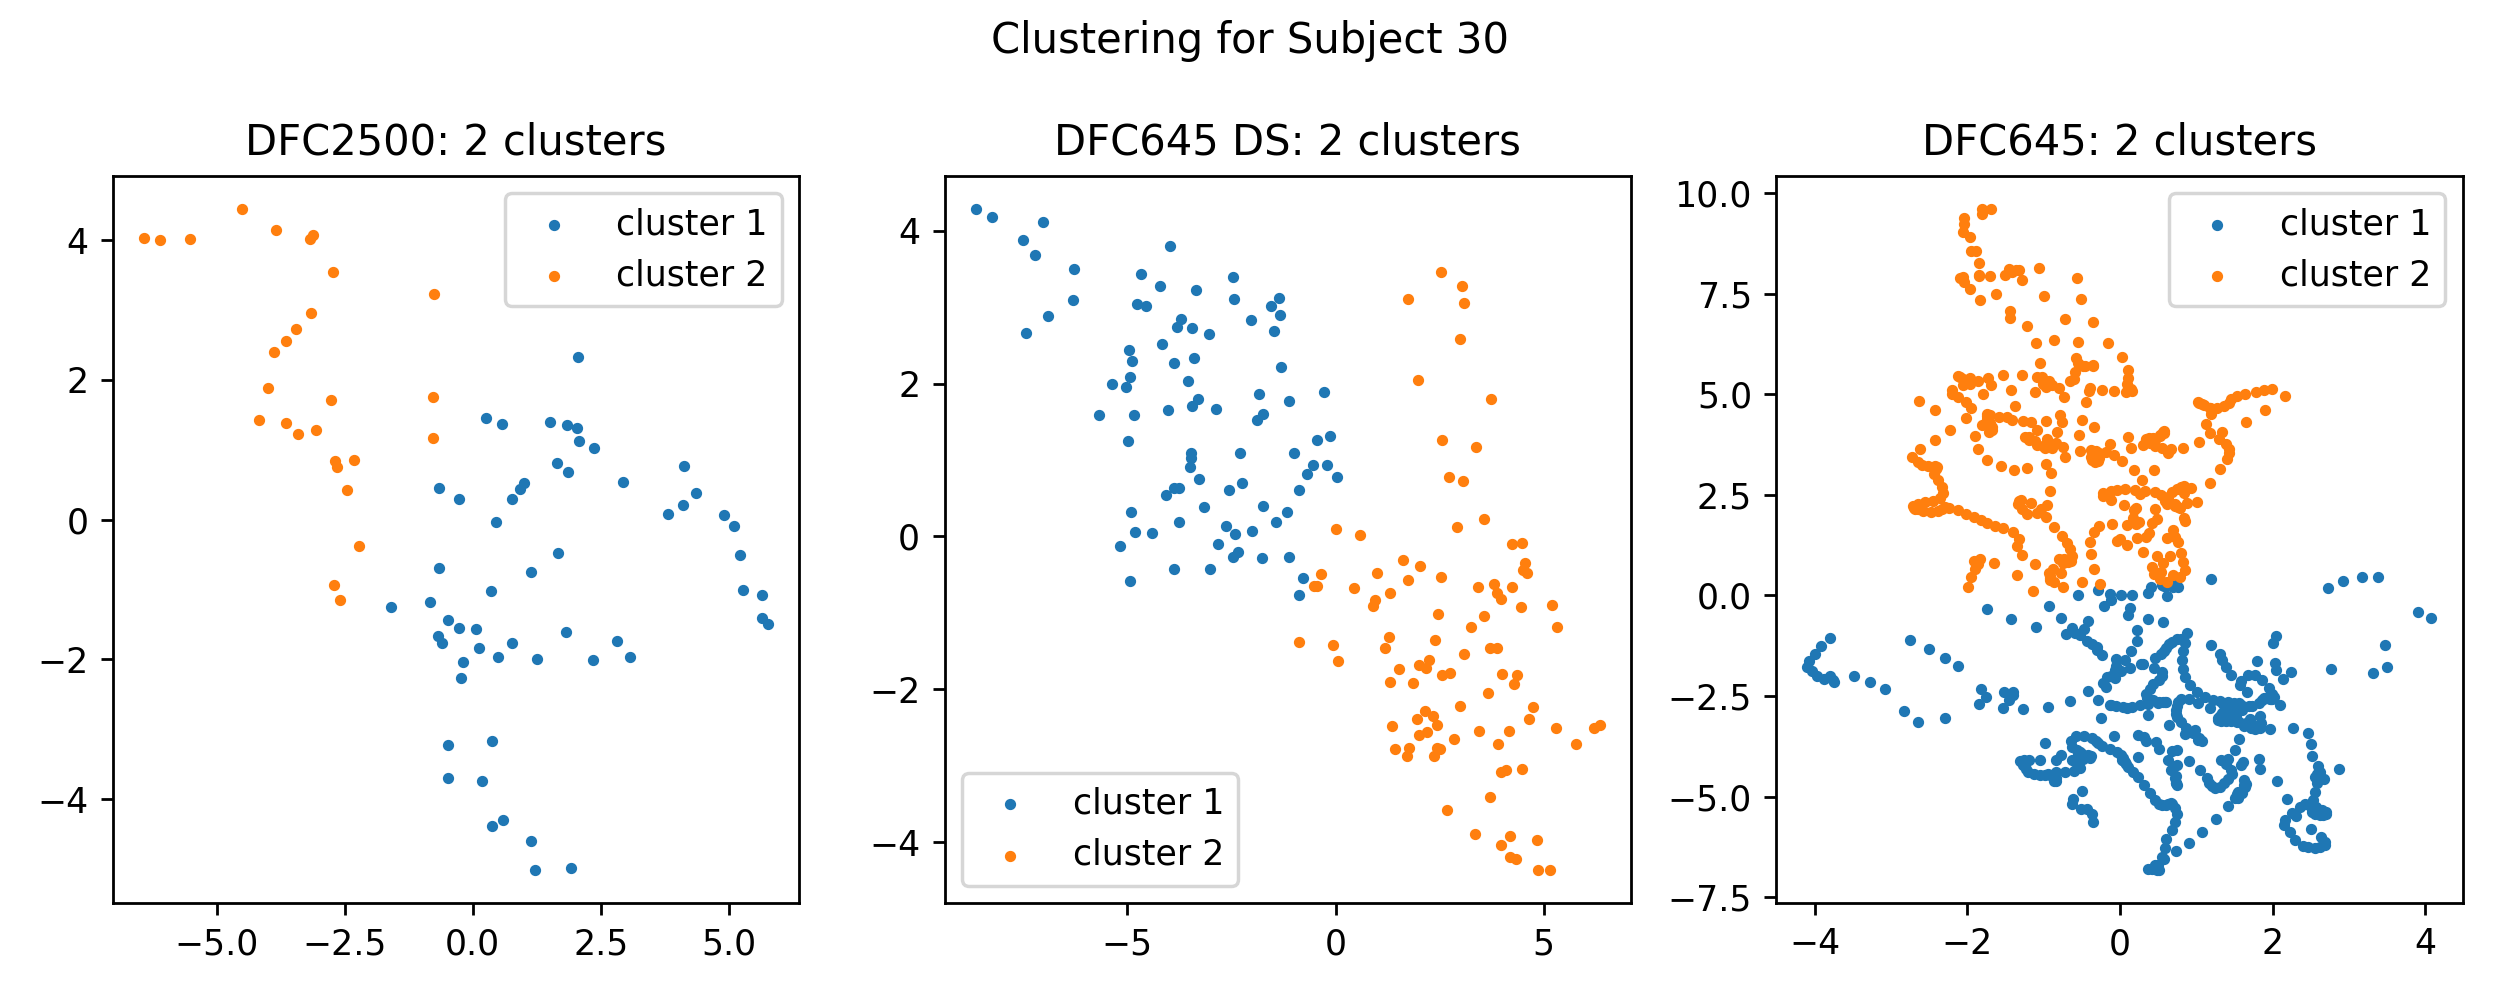 Clustering for Subject 30
DFC2500: 2 clusters
cluster 1
cluster 2
4
2
0
−2
−4
−5.0 −2.5 0.0 2.5 5.0
DFC645 DS: 2 clusters
4
2
0
−2
−4
cluster 1
cluster 2
−5 0 5
DFC645: 2 clusters
cluster 1
cluster 2
10.0
7.5
5.0
2.5
0.0
−2.5
−5.0
−7.5
−4 −2 0 2 4